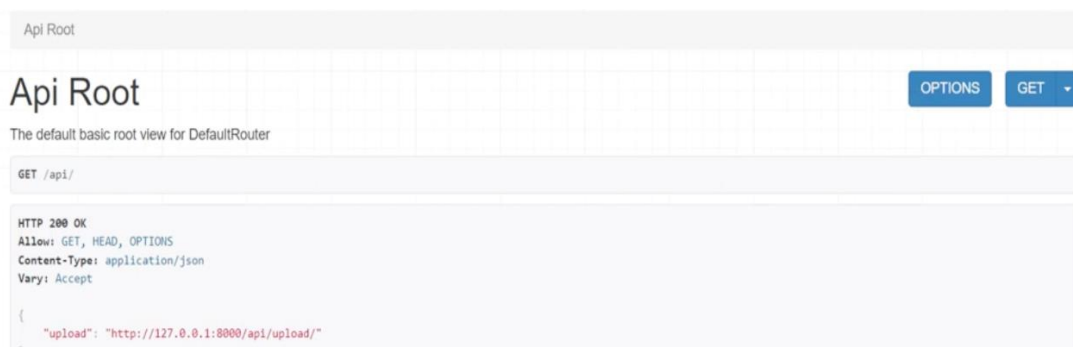 Api Root
Api Root
OPTIONS
GET
The default basic root view for DefaultRouter
GET /api/
HTTP 200 OK
Allow: GET, HEAD, OPTIONS
Content-Type: application/json
Vary: Accept
{
"upload": "http://127.0.0.1:8000/api/upload/"